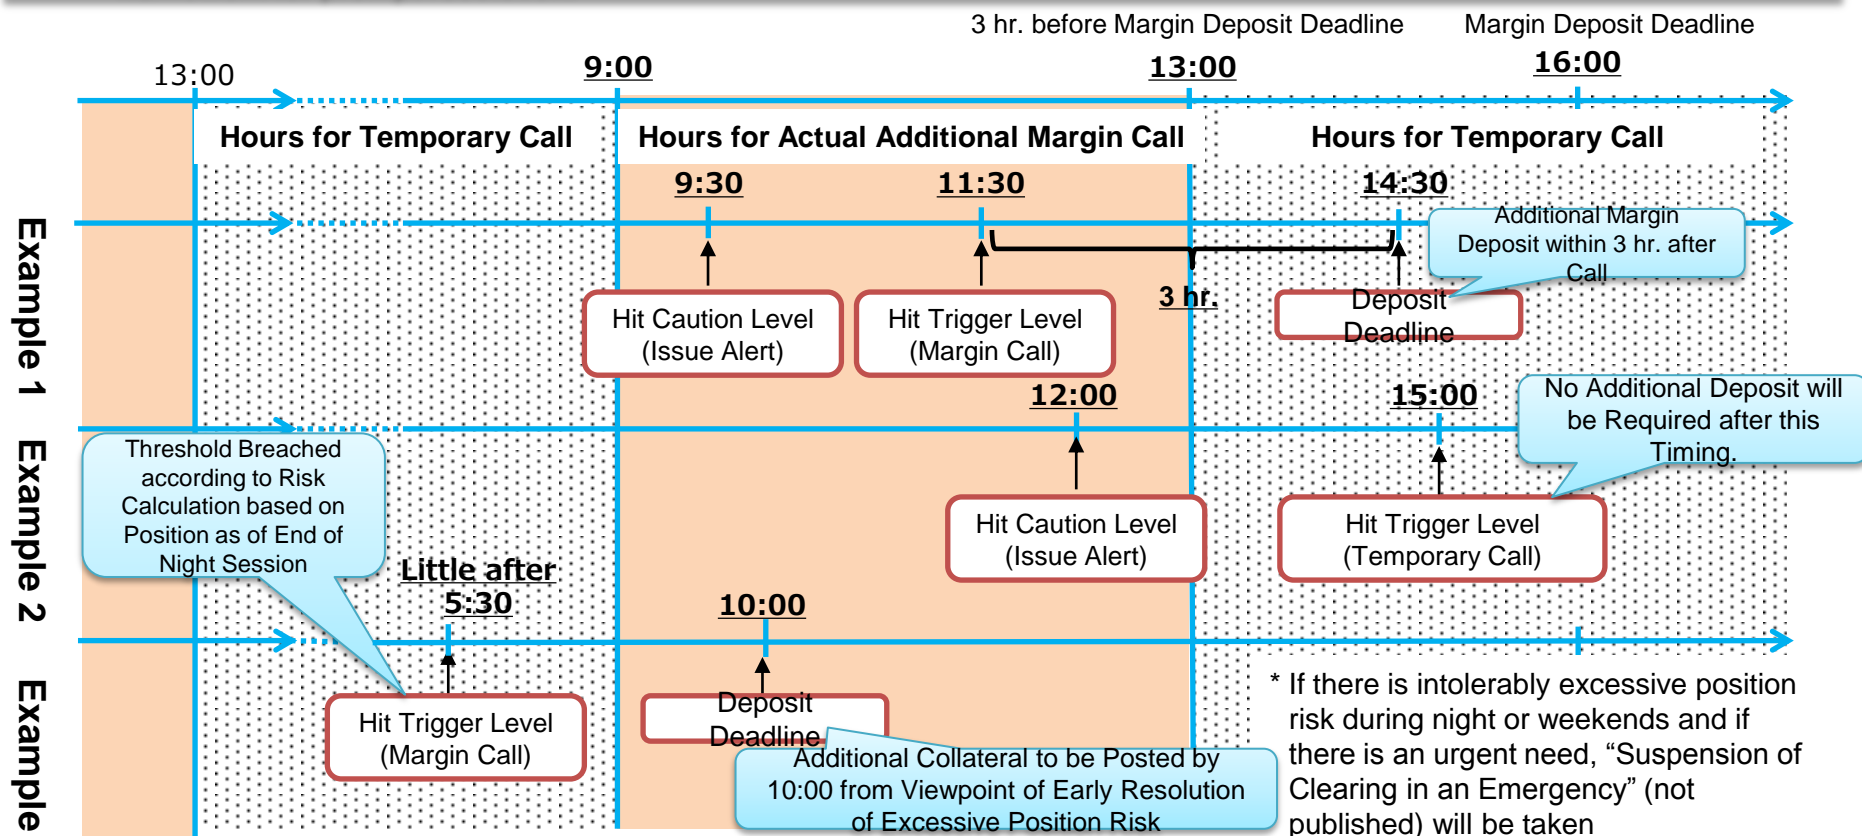 3 hr. before Margin Deposit Deadline
Margin Deposit Deadline
13:00
9:00
13:00
16:00
Hours for Temporary Call
Hours for Actual Additional Margin Call
Hours for Temporary Call
Example 1
9:30
11:30
14:30
Additional Margin
Deposit within 3 hr. after
Call
3 hr.
Hit Caution Level
(Issue Alert)
Hit Trigger Level
(Margin Call)
Deposit
Deadline
Example 2
12:00
15:00
No Additional Deposit will
be Required after this
Timing.
Hit Caution Level
(Issue Alert)
Hit Trigger Level
(Temporary Call)
Threshold Breached
according to Risk
Calculation based on
Position as of End of
Night Session
Example
Little after
5:30
10:00
Hit Trigger Level
(Margin Call)
Deposit
Deadline
Additional Collateral to be Posted by
10:00 from Viewpoint of Early Resolution
of Excessive Position Risk
* If there is intolerably excessive position
risk during night or weekends and if
there is an urgent need, “Suspension of
Clearing in an Emergency” (not
published) will be taken